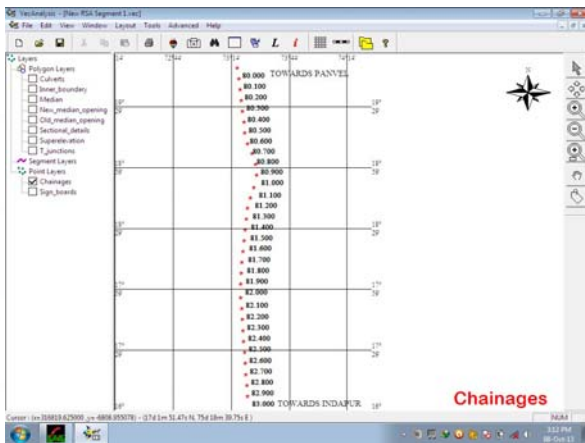 VecAnalysis - [New RSA Segment 1.vec]
File Edit View Window Layout Tools Advanced Help
Layers
Polygon Layers
Culverts
Inner_boundary
Median
New_median_opening
Old_median_opening
Sectional_details
Superelevation
T_junctions
Segment Layers
Point Layers
Chainages
Sign_boards
80.000 TOWARDS PANVEL
80.100
80.200
80.300
80.400
80.500
80.600
80.700
80.800
80.900
81.000
81.100
81.200
81.300
81.400
81.500
81.600
81.700
81.800
81.900
82.000
82.100
82.200
82.300
82.400
82.500
82.600
82.700
82.800
82.900
83.000 TOWARDS INDAPUR
Chainages
NUM
3:12 PM